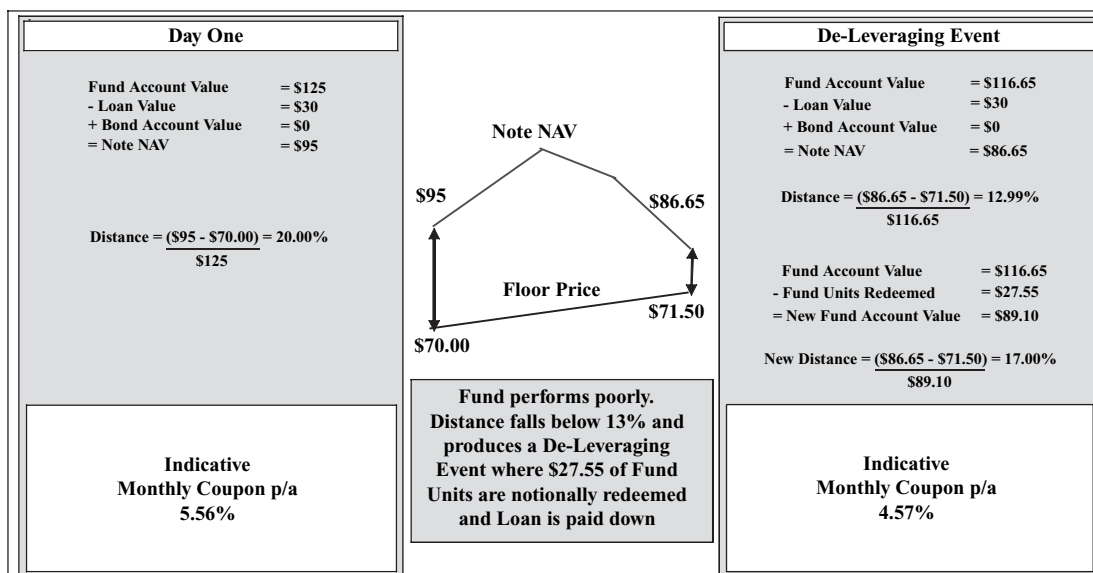 Day One
Fund Account Value = $125
- Loan Value = $30
+ Bond Account Value = $0
= Note NAV = $95
Distance = ($95 - $70.00) = 20.00%
$125
Indicative
Monthly Coupon p/a
5.56%
Note NAV
$95
$86.65
Floor Price
$71.50
$70.00
Fund performs poorly.
Distance falls below 13% and
produces a De-Leveraging
Event where $27.55 of Fund
Units are notionally redeemed
and Loan is paid down
De-Leveraging Event
Fund Account Value = $116.65
- Loan Value = $30
+ Bond Account Value = $0
= Note NAV = $86.65
Distance = ($86.65 - $71.50) = 12.99%
$116.65
Fund Account Value = $116.65
- Fund Units Redeemed = $27.55
= New Fund Account Value = $89.10
New Distance = ($86.65 - $71.50) = 17.00%
$89.10
Indicative
Monthly Coupon p/a
4.57%